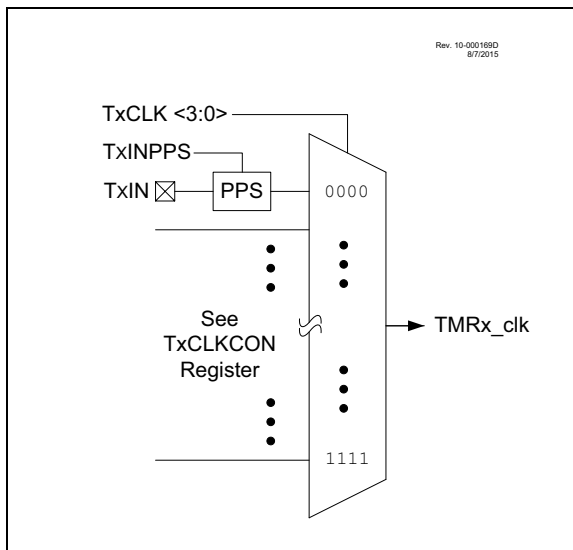 Rev. 10-000169D
8/7/2015
TxCLK <3:0>
TxINPPS
TxIN
PPS
0000
See
TxCLKCON
Register
TMRx_clk
1111